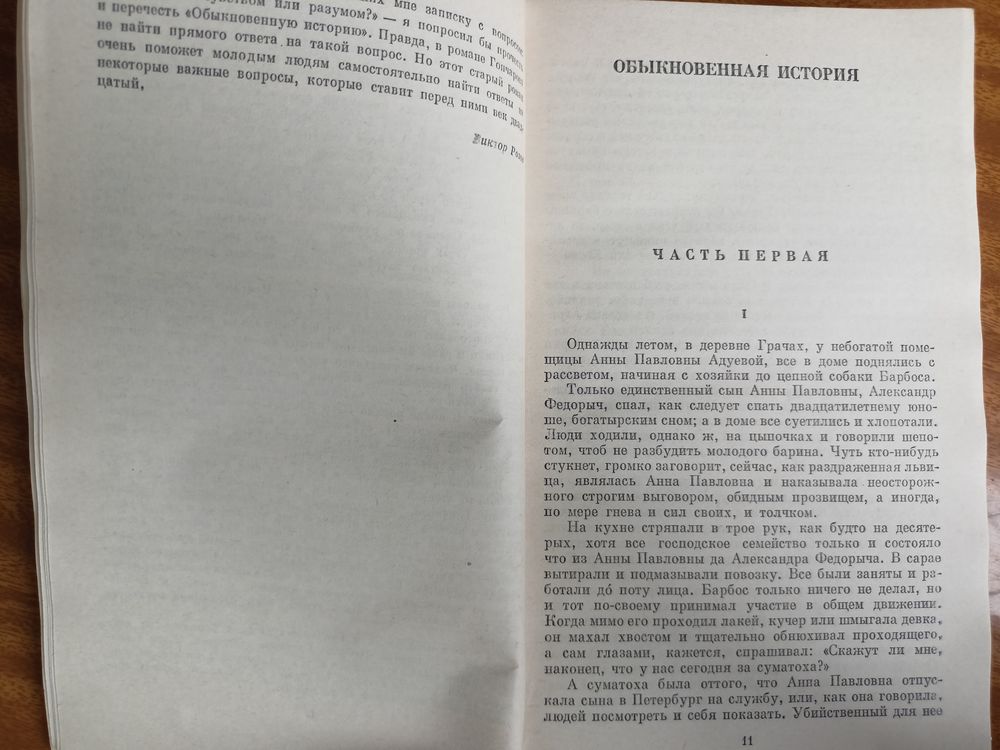 мне записку с вопросом
или разумом?» — я попросил бы прочесть
и перечесть «Обыкновенную историю». Правда, в романе Гончарова
не найти прямого ответа на такой вопрос. Но этот старый роман
очень поможет молодым людям самостоятельно найти ответы на
некоторые важные вопросы, которые ставит перед ними век двад-
цатый,
Виктор
ОБЫКНОВЕННАЯ ИСТОРИЯ
ЧАСТЬ ПЕРВАЯ
I
Однажды летом, в деревне Грачах, у небогатой поме-
щицы Анны Павловны Адуевой, все в доме поднялись с
рассветом, начиная с хозяйки до цепной собаки Барбоса.
Только единственный сын Анны Павловны, Александр
Федорыч, спал, как следует спать двадцатилетнему юно-
ше, богатырским сном; а в доме все суетились и хлопотали.
Люди ходили, однако ж, на цыпочках и говорили шепо-
том, чтоб не разбудить молодого барина. Чуть кто-нибудь
стукнет, громко заговорит, сейчас, как раздраженная льви-
ца, являлась Анна Павловна и наказывала неосторож-
ного строгим выговором, обидным прозвищем, а иногда,
по мере гнева и сил своих, и толчком.
На кухне стряпали в трое рук, как будто на десяте-
рых, хотя все господское семейство только и состояло
что из Анны Павловны да Александра Федорыча. В сарае
вытирали и подмазывали повозку. Все были заняты и ра-
ботали до́ поту лица. Барбос только ничего не делал, но
и тот по-своему принимал участие в общем движении.
Когда мимо его проходил лакей, кучер или шмыгала девка,
он махал хвостом и тщательно обнюхивал проходящего,
а сам глазами, кажется, спрашивал: «Скажут ли мне,
наконец, что у нас сегодня за суматоха?»
А суматоха была оттого, что Анна Павловна отпус-
кала сына в Петербург на службу, или, как она говорила,
людей посмотреть и себя показать. Убийственный для нее
11